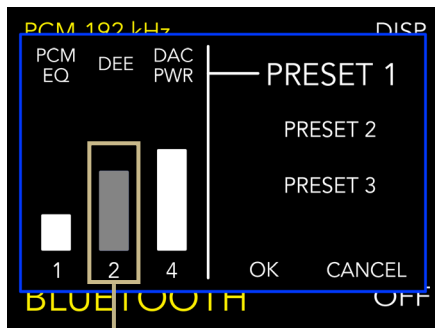 PCM 192 kHz DISP
PCM EQ DEE DAC PWR
PRESET 1
PRESET 2
PRESET 3
1 2 4
OK CANCEL
BLUETOOTH OFF